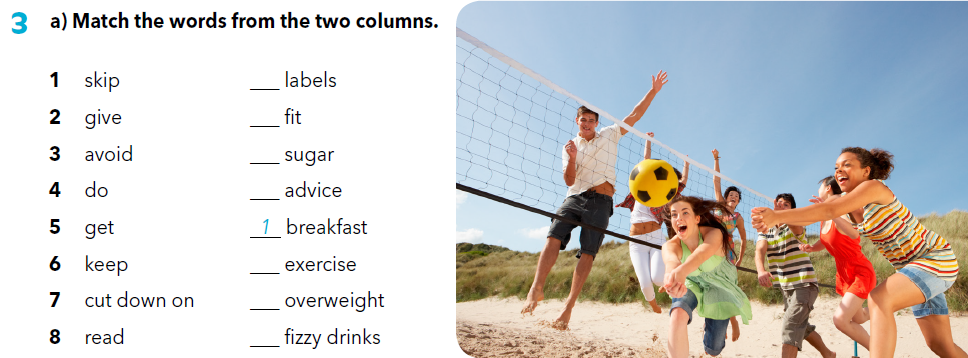 3 a) Match the words from the two columns.
1 skip ___ labels
2 give ___ fit
3 avoid ___ sugar
4 do ___ advice
5 get _1_ breakfast
6 keep ___ exercise
7 cut down on ___ overweight
8 read ___ fizzy drinks